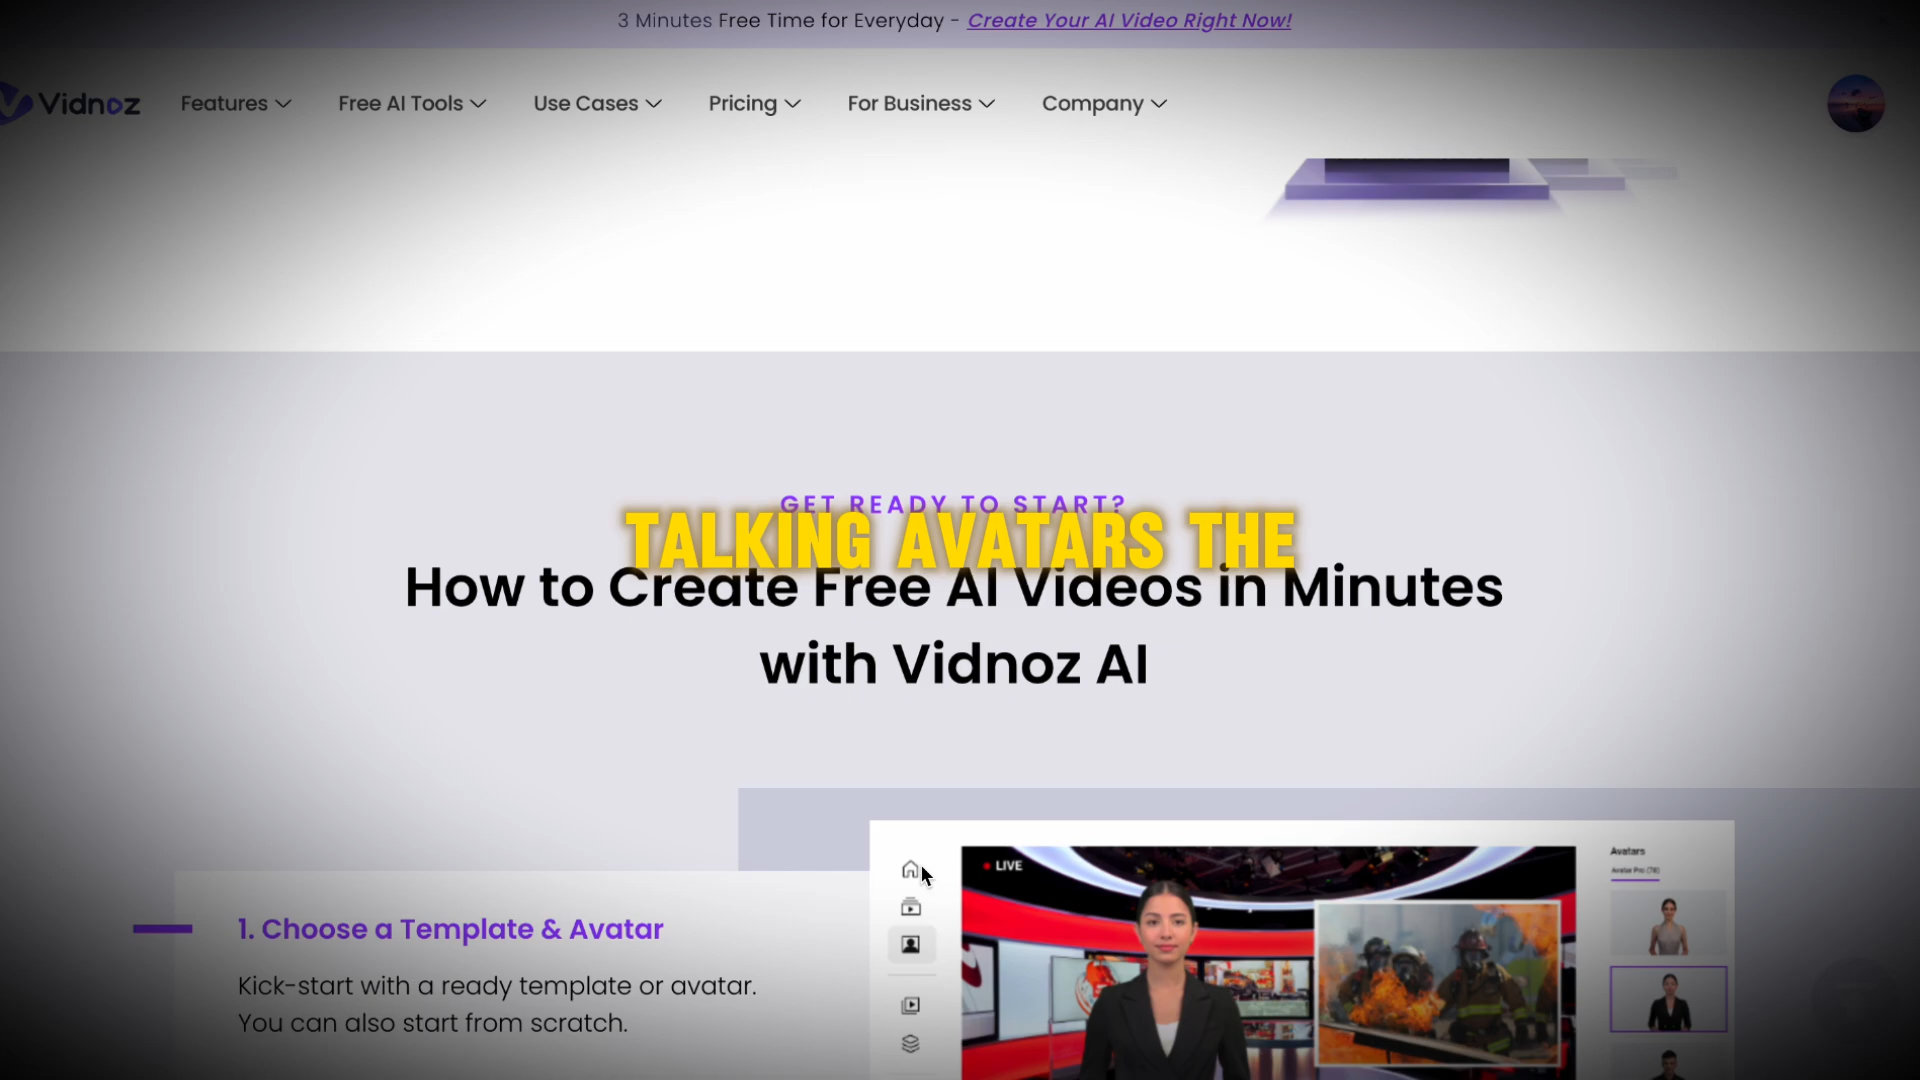 3 Minutes Free Time for Everyday - Create Your AI Video Right Now!
Vidnoz
Features
Free AI Tools
Use Cases
Pricing
For Business
Company
GET READY TO START?
TALKING AVATARS THE
How to Create Free AI Videos in Minutes
with Vidnoz AI
1. Choose a Template & Avatar
Kick-start with a ready template or avatar.
You can also start from scratch.
LIVE
Avatars
Avatar Pro (78)